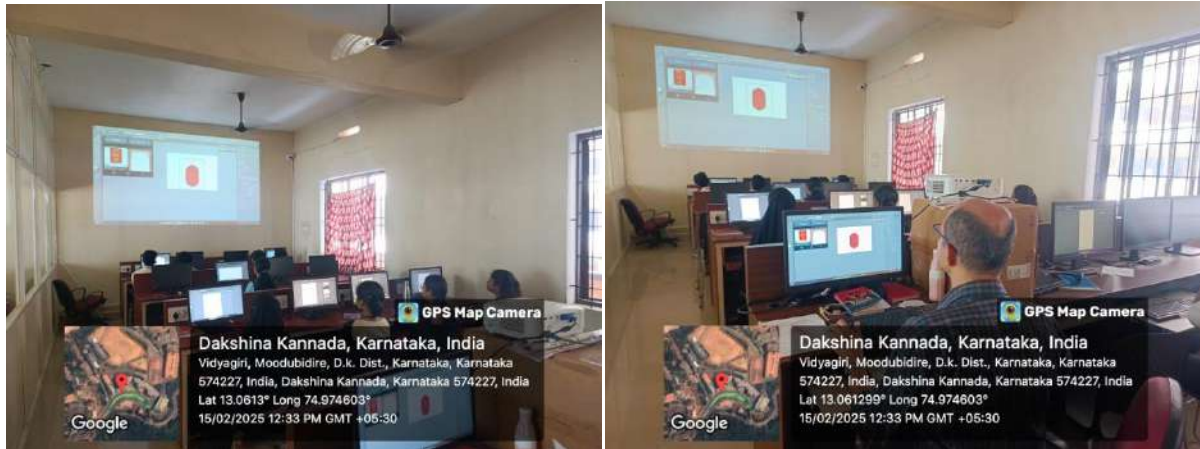 GPS Map Camera
Dakshina Kannada, Karnataka, India
Vidyagiri, Moodubidire, D.k. Dist., Karnataka, Karnataka
574227, India, Dakshina Kannada, Karnataka 574227, India
Lat 13.0613° Long 74.974603°
15/02/2025 12:33 PM GMT +05:30
Google
GPS Map Camera
Dakshina Kannada, Karnataka, India
Vidyagiri, Moodubidire, D.k. Dist., Karnataka, Karnataka
574227, India, Dakshina Kannada, Karnataka 574227, India
Lat 13.061299° Long 74.974603°
15/02/2025 12:33 PM GMT +05:30
Google